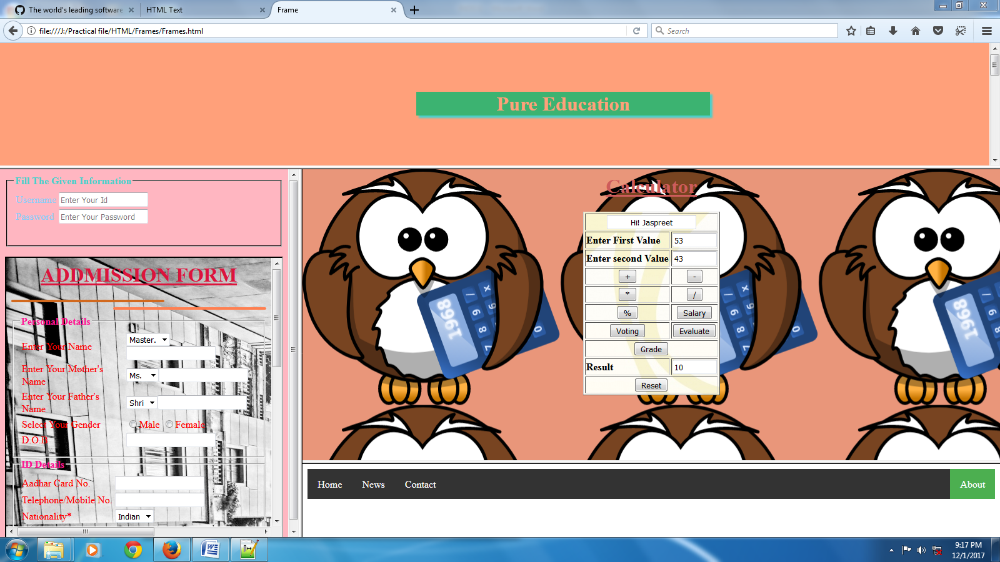 The world's leading software
HTML Text
Frame
file:///J:/Practical file/HTML/Frames/Frames.html
Search
Pure Education
Fill The Given Information
Username Enter Your Id
Password Enter Your Password
ADDMISSION FORM
Personal Details
Enter Your Name Master.
Enter Your Mother's
Name Ms.
Enter Your Father's
Name Shri
Select Your Gender Male Female
D.O.B
ID Details
Aadhar Card No.
Telephone/Mobile No.
Nationality* Indian
Calculator
Hi! Jaspreet
Enter First Value 53
Enter second Value 43
+ -
* /
% Salary
Voting Evaluate
Grade
Result 10
Reset
1998
Home News Contact About
9:17 PM
12/1/2017